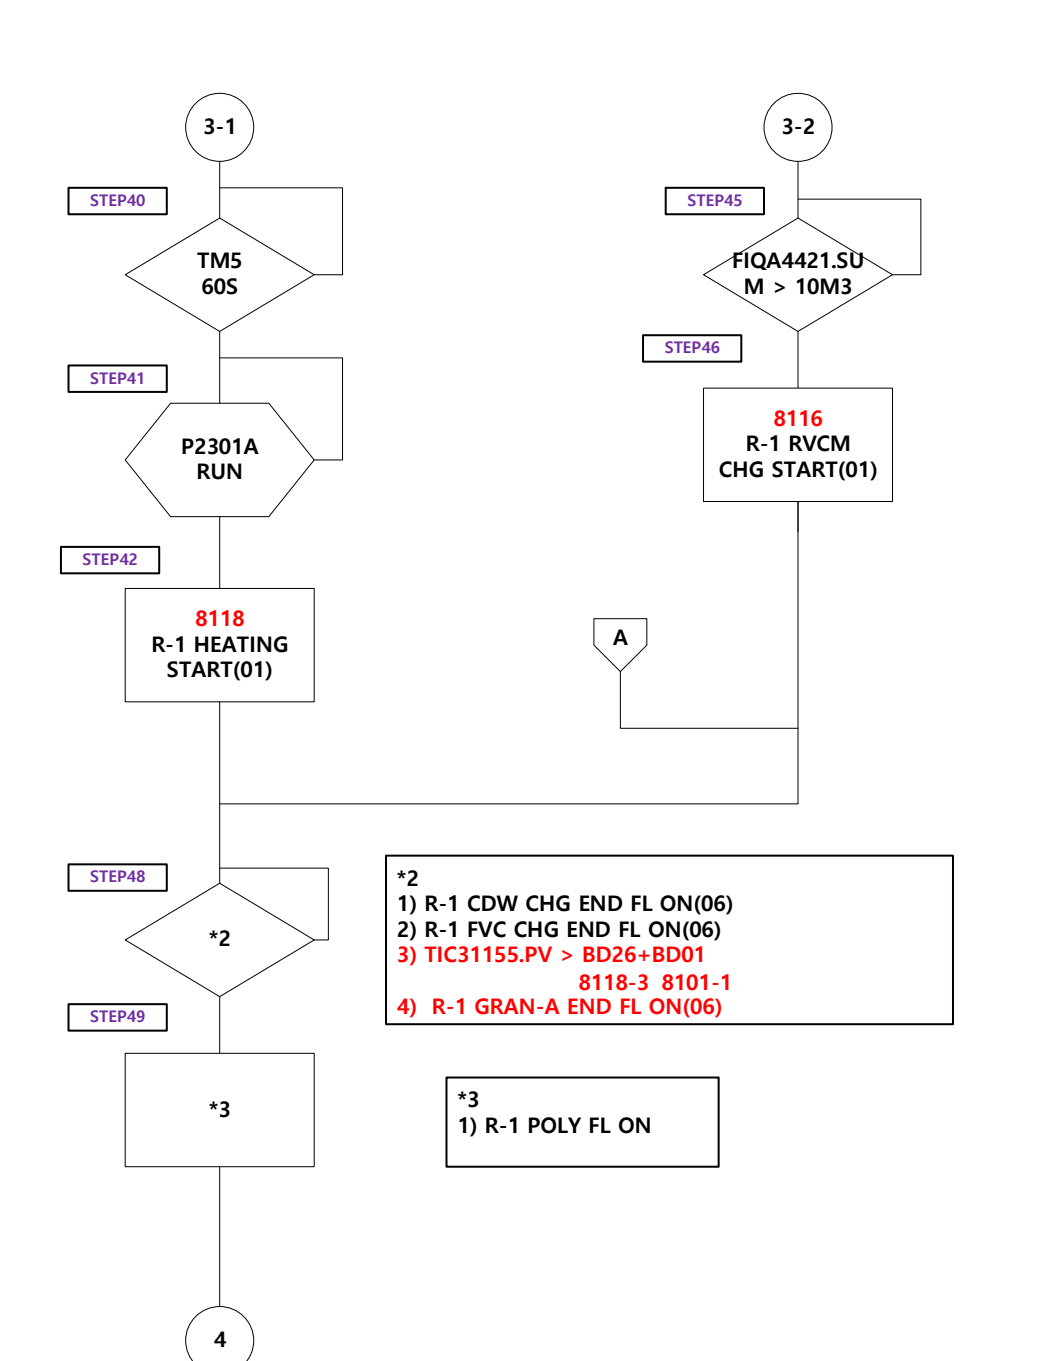 3-1
3-2
STEP40
STEP45
TM5
60S
FIQA4421.SU
M > 10M3
STEP46
STEP41
8116
R-1 RVCM
CHG START(01)
P2301A
RUN
STEP42
8118
R-1 HEATING
START(01)
A
STEP48
*2
*2
1) R-1 CDW CHG END FL ON(06)
2) R-1 FVC CHG END FL ON(06)
3) TIC31155.PV > BD26+BD01
8118-3 8101-1
4) R-1 GRAN-A END FL ON(06)
STEP49
*3
*3
1) R-1 POLY FL ON
4